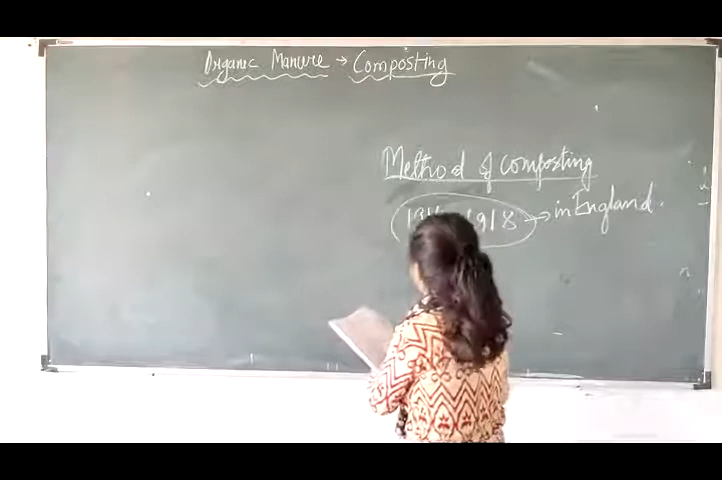 Organic Manure → Composting
Method of composting
1918 → in England.